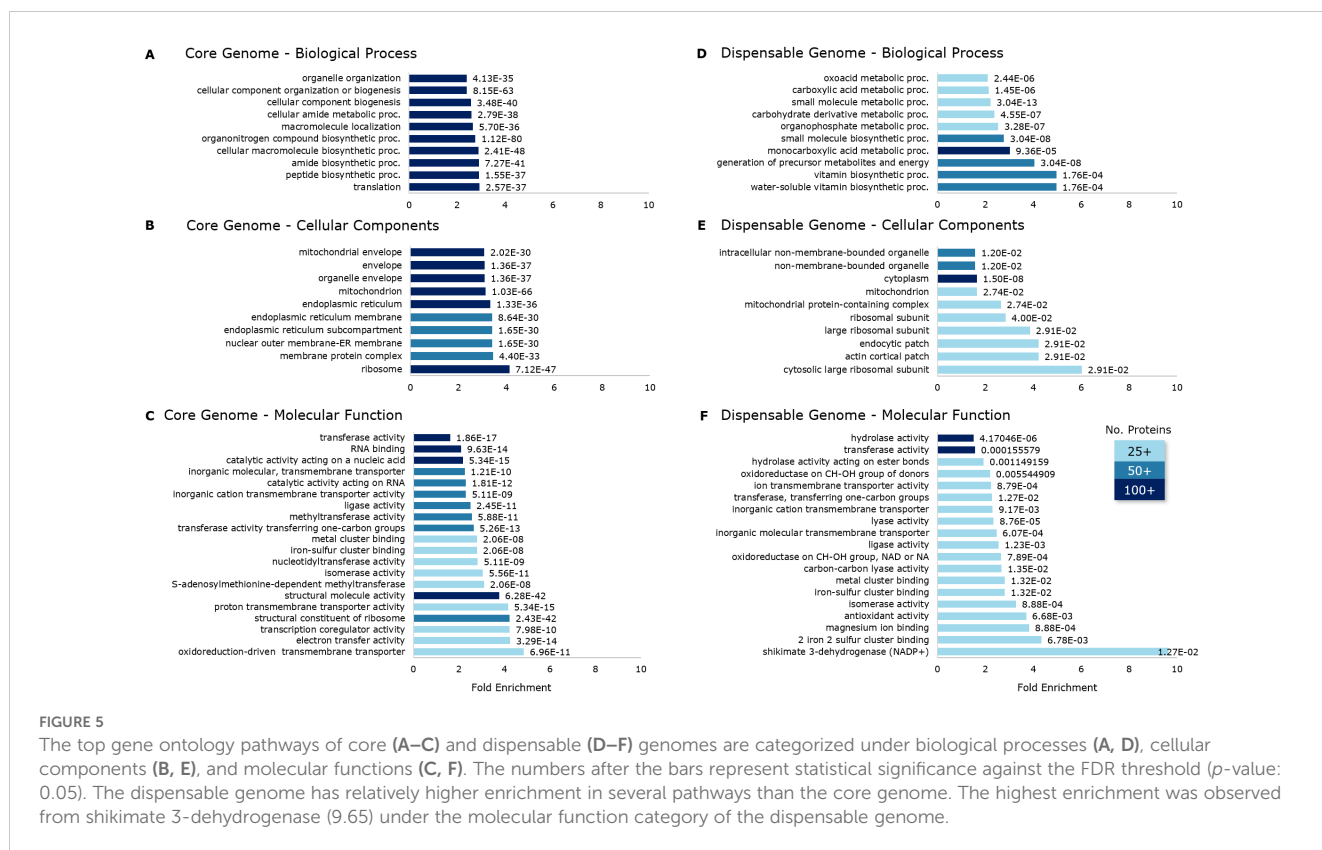 A Core Genome - Biological Process
organelle organization 4.13E-35
cellular component organization or biogenesis 8.15E-63
cellular component biogenesis 3.48E-40
cellular amide metabolic proc. 2.79E-38
macromolecule localization 5.70E-36
organonitrogen compound biosynthetic proc. 1.12E-80
cellular macromolecule biosynthetic proc. 2.41E-48
amide biosynthetic proc. 7.27E-41
peptide biosynthetic proc. 1.55E-37
translation 2.57E-37
0 2 4 6 8 10
B Core Genome - Cellular Components
mitochondrial envelope 2.02E-30
envelope 1.36E-37
organelle envelope 1.36E-37
mitochondrion 1.03E-66
endoplasmic reticulum 1.33E-36
endoplasmic reticulum membrane 8.64E-30
endoplasmic reticulum subcompartment 1.65E-30
nuclear outer membrane-ER membrane 1.65E-30
membrane protein complex 4.40E-33
ribosome 7.12E-47
0 2 4 6 8 10
C Core Genome - Molecular Function
transferase activity 1.86E-17
RNA binding 9.63E-14
catalytic activity acting on a nucleic acid 5.34E-15
inorganic molecular, transmembrane transporter 1.21E-10
catalytic activity acting on RNA 1.81E-12
inorganic cation transmembrane transporter activity 5.11E-09
ligase activity 2.45E-11
methyltransferase activity 5.88E-11
transferase activity transferring one-carbon groups 5.26E-13
metal cluster binding 2.06E-08
iron-sulfur cluster binding 2.06E-08
nucleotidyltransferase activity 5.11E-09
isomerase activity 5.56E-11
S-adenosylmethionine-dependent methyltransferase 2.06E-08
structural molecule activity 6.28E-42
proton transmembrane transporter activity 5.34E-15
structural constituent of ribosome 2.43E-42
transcription coregulator activity 7.98E-10
electron transfer activity 3.29E-14
oxidoreduction-driven transmembrane transporter 6.96E-11
0 2 4 6 8 10
Fold Enrichment
D Dispensable Genome - Biological Process
oxoacid metabolic proc. 2.44E-06
carboxylic acid metabolic proc. 1.45E-06
small molecule metabolic proc. 3.04E-13
carbohydrate derivative metabolic proc. 4.55E-07
organophosphate metabolic proc. 3.28E-07
small molecule biosynthetic proc. 3.04E-08
monocarboxylic acid metabolic proc. 9.36E-05
generation of precursor metabolites and energy 3.04E-08
vitamin biosynthetic proc. 1.76E-04
water-soluble vitamin biosynthetic proc. 1.76E-04
0 2 4 6 8 10
E Dispensable Genome - Cellular Components
intracellular non-membrane-bounded organelle 1.20E-02
non-membrane-bounded organelle 1.20E-02
cytoplasm 1.50E-08
mitochondrion 2.74E-02
mitochondrial protein-containing complex 2.74E-02
ribosomal subunit 4.00E-02
large ribosomal subunit 2.91E-02
endocytic patch 2.91E-02
actin cortical patch 2.91E-02
cytosolic large ribosomal subunit 2.91E-02
0 2 4 6 8 10
F Dispensable Genome - Molecular Function
hydrolase activity 4.17046E-06
transferase activity 0.000155579
hydrolase activity acting on ester bonds 0.001149159
oxidoreductase on CH-OH group of donors 0.005544909
ion transmembrane transporter activity 8.79E-04
transferase, transferring one-carbon groups 1.27E-02
inorganic cation transmembrane transporter 9.17E-03
lyase activity 8.76E-05
inorganic molecular transmembrane transporter 6.07E-04
ligase activity 1.23E-03
oxidoreductase on CH-OH group, NAD or NA 7.89E-04
carbon-carbon lyase activity 1.35E-02
metal cluster binding 1.32E-02
iron-sulfur cluster binding 1.32E-02
isomerase activity 8.88E-04
antioxidant activity 6.68E-03
magnesium ion binding 8.88E-04
2 iron 2 sulfur cluster binding 6.78E-03
shikimate 3-dehydrogenase (NADP+) 1.27E-02
0 2 4 6 8 10
Fold Enrichment
No. Proteins
25+
50+
100+
FIGURE 5
The top gene ontology pathways of core (A–C) and dispensable (D–F) genomes are categorized under biological processes (A, D), cellular
components (B, E), and molecular functions (C, F). The numbers after the bars represent statistical significance against the FDR threshold (p-value:
0.05). The dispensable genome has relatively higher enrichment in several pathways than the core genome. The highest enrichment was observed
from shikimate 3-dehydrogenase (9.65) under the molecular function category of the dispensable genome.